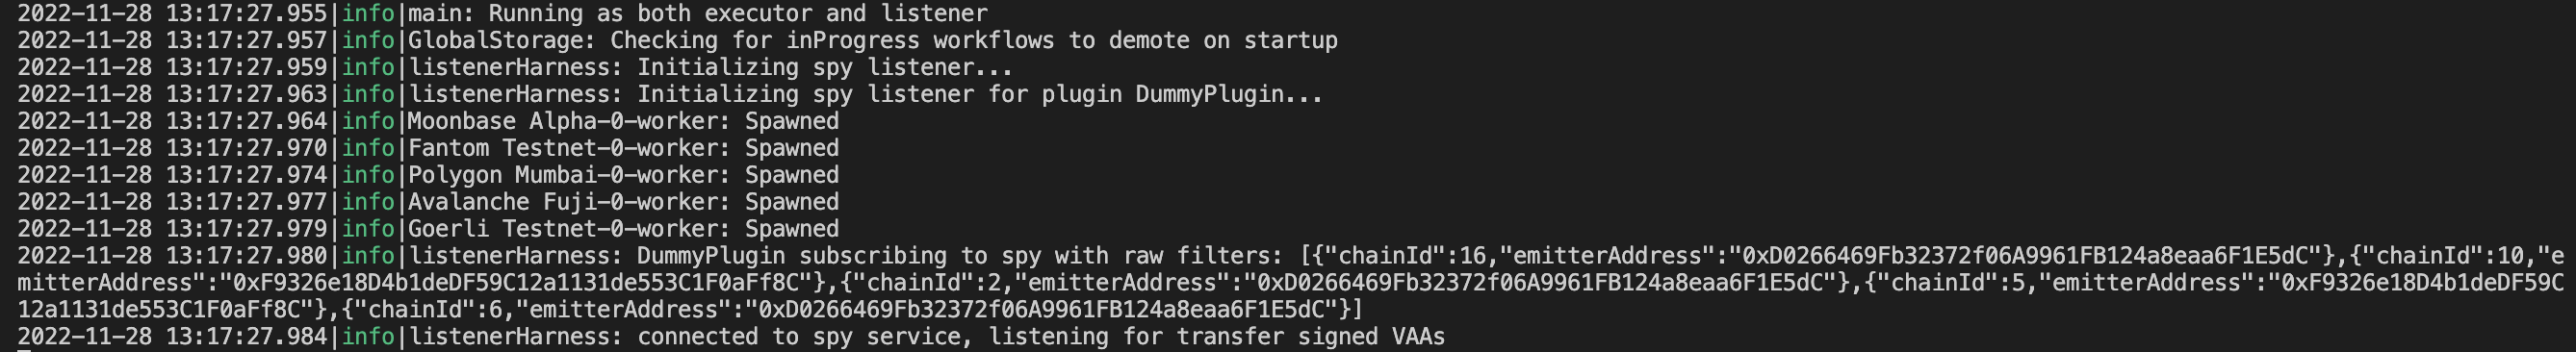 2022-11-28 13:17:27.955|info|main: Running as both executor and listener
2022-11-28 13:17:27.957|info|GlobalStorage: Checking for inProgress workflows to demote on startup
2022-11-28 13:17:27.959|info|listenerHarness: Initializing spy listener...
2022-11-28 13:17:27.963|info|listenerHarness: Initializing spy listener for plugin DummyPlugin...
2022-11-28 13:17:27.964|info|Moonbase Alpha-0-worker: Spawned
2022-11-28 13:17:27.970|info|Fantom Testnet-0-worker: Spawned
2022-11-28 13:17:27.974|info|Polygon Mumbai-0-worker: Spawned
2022-11-28 13:17:27.977|info|Avalanche Fuji-0-worker: Spawned
2022-11-28 13:17:27.979|info|Goerli Testnet-0-worker: Spawned
2022-11-28 13:17:27.980|info|listenerHarness: DummyPlugin subscribing to spy with raw filters: [{"chainId":16,"emitterAddress":"0xD0266469Fb32372f06A9961FB124a8eaa6F1E5dC"},{"chainId":10,"e
mitterAddress":"0xF9326e18D4b1deDF59C12a1131de553C1F0aFf8C"},{"chainId":2,"emitterAddress":"0xD0266469Fb32372f06A9961FB124a8eaa6F1E5dC"},{"chainId":5,"emitterAddress":"0xF9326e18D4b1deDF59C
12a1131de553C1F0aFf8C"},{"chainId":6,"emitterAddress":"0xD0266469Fb32372f06A9961FB124a8eaa6F1E5dC"}]
2022-11-28 13:17:27.984|info|listenerHarness: connected to spy service, listening for transfer signed VAAs